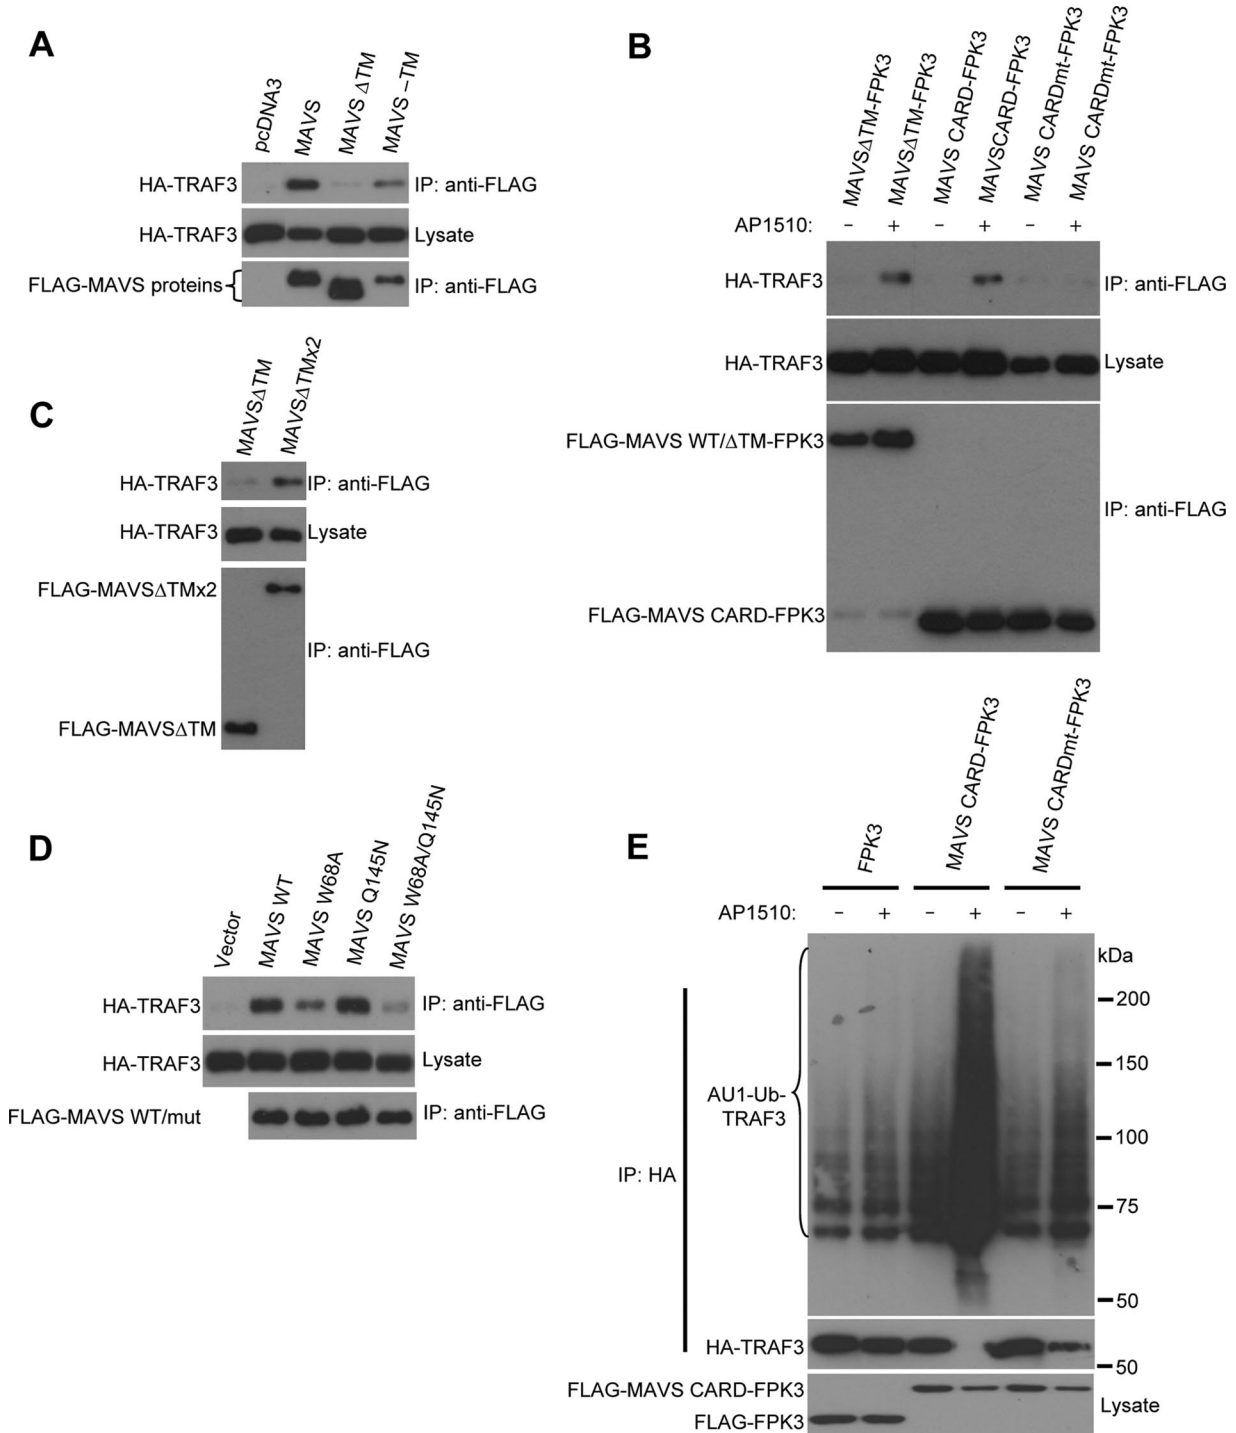 A
pcDNA3
MAVS
MAVS ΔTM
MAVS –TM
HA-TRAF3
IP: anti-FLAG
HA-TRAF3
Lysate
FLAG-MAVS proteins
IP: anti-FLAG
B
MAVSΔTM-FPK3
MAVSΔTM-FPK3
MAVS CARD-FPK3
MAVSCARD-FPK3
MAVS CARDmt-FPK3
MAVS CARDmt-FPK3
AP1510: – + – + – +
HA-TRAF3
IP: anti-FLAG
HA-TRAF3
Lysate
FLAG-MAVS WT/ΔTM-FPK3
IP: anti-FLAG
FLAG-MAVS CARD-FPK3
C
MAVSΔTM
MAVSΔTMx2
HA-TRAF3
IP: anti-FLAG
HA-TRAF3
Lysate
FLAG-MAVSΔTMx2
IP: anti-FLAG
FLAG-MAVSΔTM
D
Vector
MAVS WT
MAVS W68A
MAVS Q145N
MAVS W68A/Q145N
HA-TRAF3
IP: anti-FLAG
HA-TRAF3
Lysate
FLAG-MAVS WT/mut
IP: anti-FLAG
E
FPK3
MAVS CARD-FPK3
MAVS CARDmt-FPK3
AP1510: – + – + – +
kDa
200
150
AU1-Ub-
TRAF3
100
IP: HA
75
50
HA-TRAF3
50
FLAG-MAVS CARD-FPK3
Lysate
FLAG-FPK3